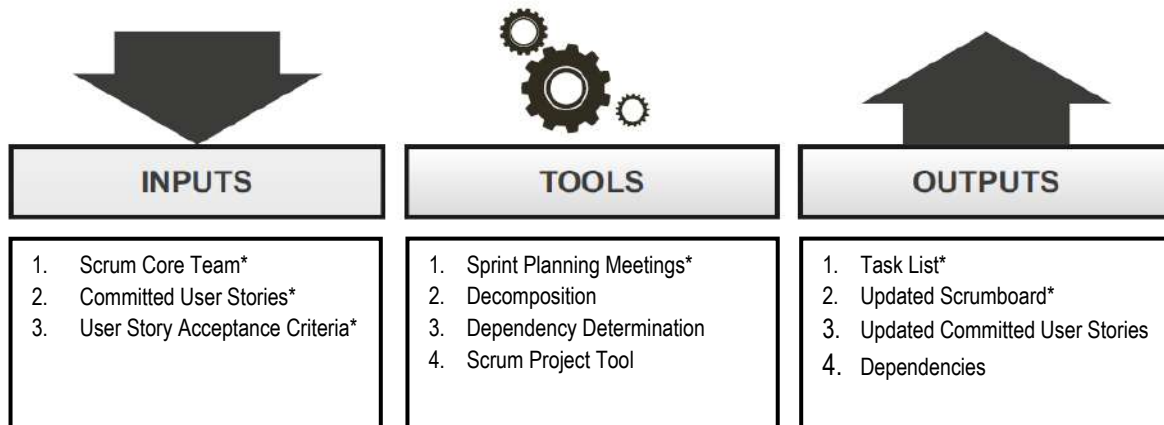 INPUTS
1. Scrum Core Team*
2. Committed User Stories*
3. User Story Acceptance Criteria*
TOOLS
1. Sprint Planning Meetings*
2. Decomposition
3. Dependency Determination
4. Scrum Project Tool
OUTPUTS
1. Task List*
2. Updated Scrumboard*
3. Updated Committed User Stories
4. Dependencies